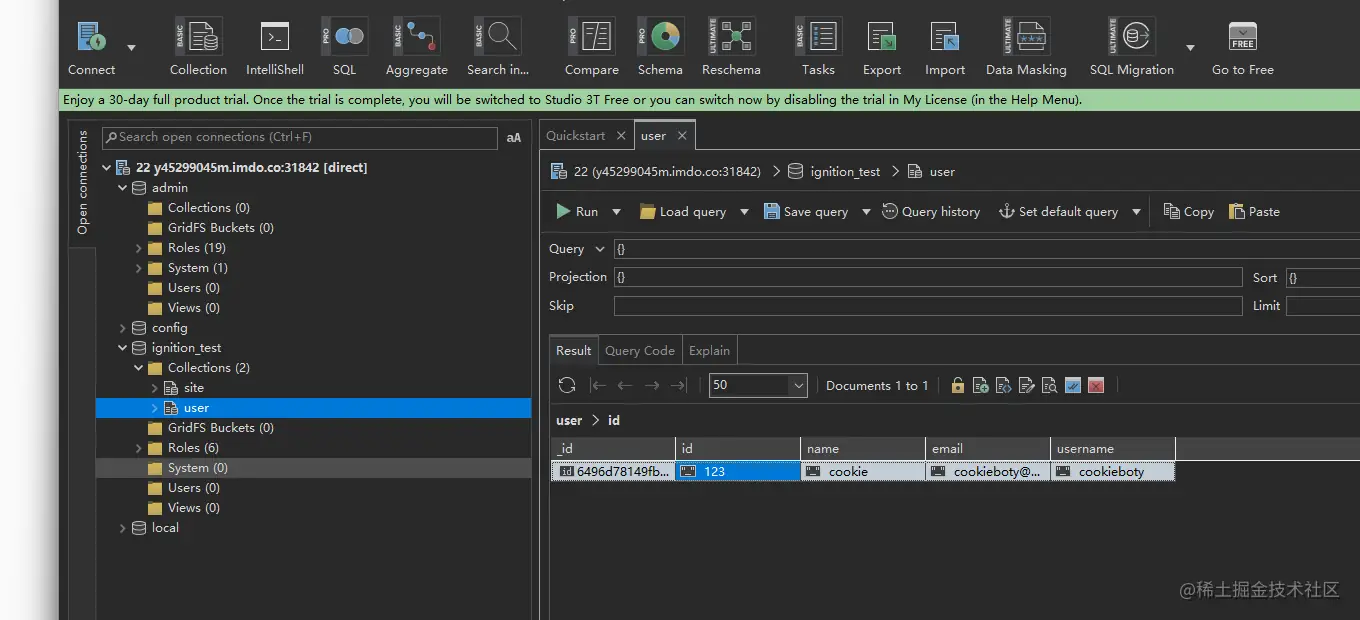 Connect
BASIC Collection
IntelliShell
PRO SQL
BASIC Aggregate
BASIC Search in...
PRO Compare
PRO Schema
ULTIMATE Reschema
BASIC Tasks
Export
Import
ULTIMATE Data Masking
ULTIMATE SQL Migration
FREE Go to Free
Enjoy a 30-day full product trial. Once the trial is complete, you will be switched to Studio 3T Free or you can switch now by disabling the trial in My License (in the Help Menu).
Open connections
Search open connections (Ctrl+F)
aA
22 y45299045m.imdo.co:31842 [direct]
admin
Collections (0)
GridFS Buckets (0)
Roles (19)
System (1)
Users (0)
Views (0)
config
ignition_test
Collections (2)
site
user
GridFS Buckets (0)
Roles (6)
System (0)
Users (0)
Views (0)
local
Quickstart user
22 (y45299045m.imdo.co:31842) ignition_test user
Run Load query Save query Query history Set default query Copy Paste
Query {}
Projection {} Sort {}
Skip Limit
Result Query Code Explain
50 Documents 1 to 1
user > id
_id id name email username
id 6496d78149fb... 123 cookie cookieboty@... cookieboty
@稀土掘金技术社区